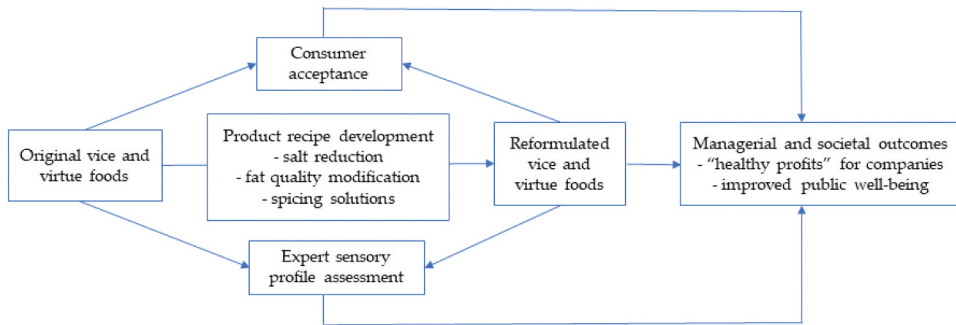 Consumer
acceptance
Original vice and
virtue foods
Product recipe development
- salt reduction
- fat quality modification
- spicing solutions
Reformulated
vice and
virtue foods
Managerial and societal outcomes
- “healthy profits” for companies
- improved public well-being
Expert sensory
profile assessment